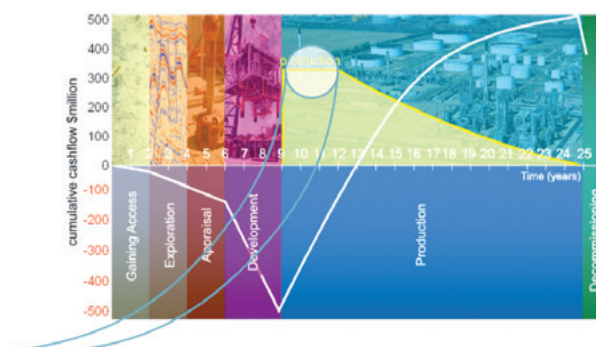 cumulative cashflow $million
500
400
300
200
100
0
-100
-200
-300
-400
-500
production
1 2 3 4 5 6 7 8 9 10 11 12 13 14 15 16 17 18 19 20 21 22 23 24 25
Time (years)
Gaining Access
Exploration
Appraisal
Development
Production
Decommissioning